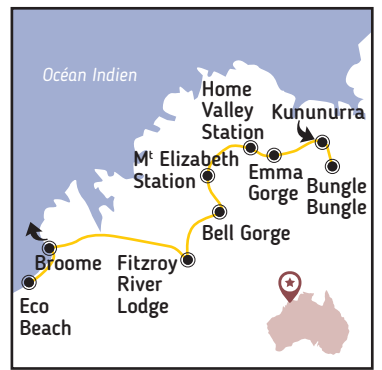 Océan Indien
Home
Valley
Station
Kununurra
Mᵗ Elizabeth
Station
Emma
Gorge
Bungle
Bungle
Bell Gorge
Broome
Fitzroy
River
Lodge
Eco
Beach